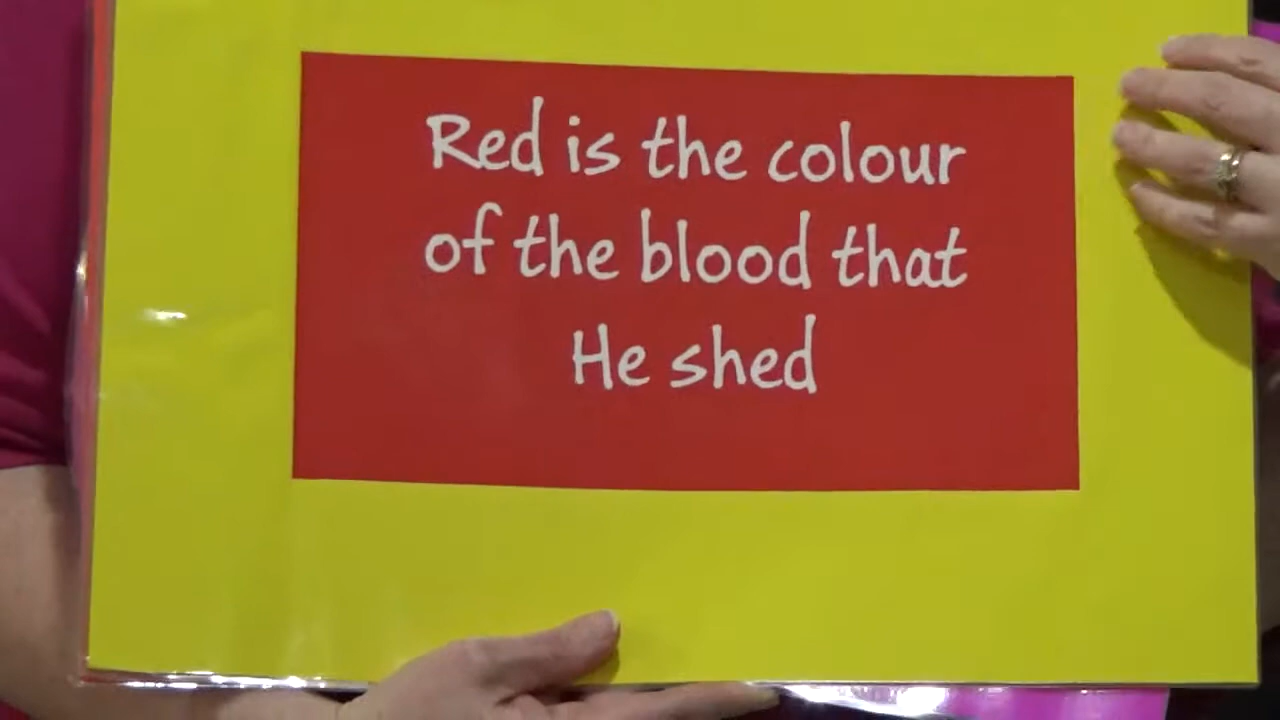 Red is the colour
of the blood that
He shed